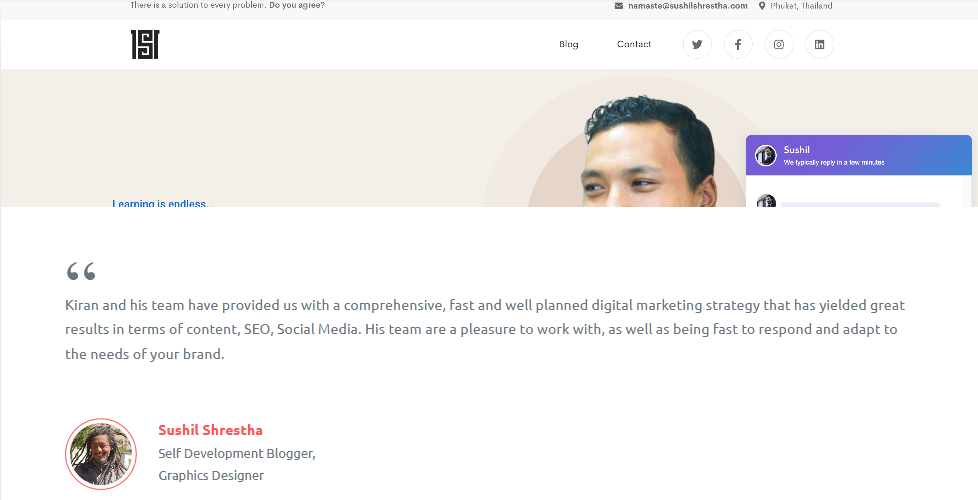 There is a solution to every problem. Do you agree?
namaste@sushilshrestha.com Phuket, Thailand
Blog Contact
Sushil
We typically reply in a few minutes
Learning is endless...
“
Kiran and his team have provided us with a comprehensive, fast and well planned digital marketing strategy that has yielded great
results in terms of content, SEO, Social Media. His team are a pleasure to work with, as well as being fast to respond and adapt to
the needs of your brand.
Sushil Shrestha
Self Development Blogger,
Graphics Designer